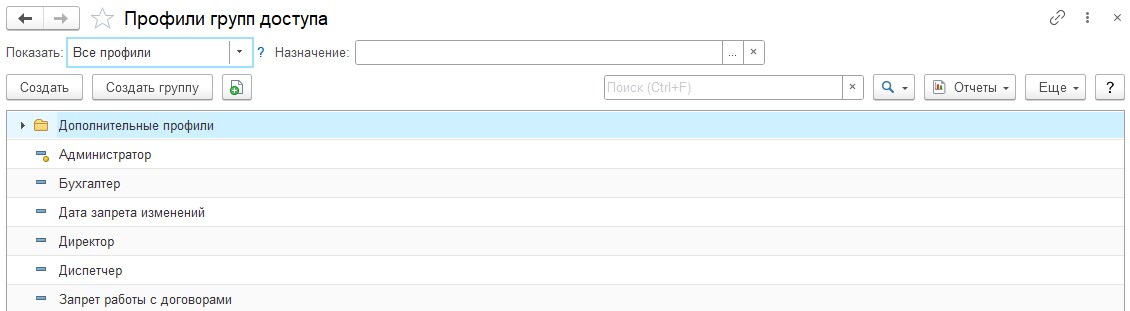 Профили групп доступа
Показать: Все профили ? Назначение: ...
Создать Создать группу Поиск (Ctrl+F) Отчеты Еще ?
Дополнительные профили
Администратор
Бухгалтер
Дата запрета изменений
Директор
Диспетчер
Запрет работы с договорами